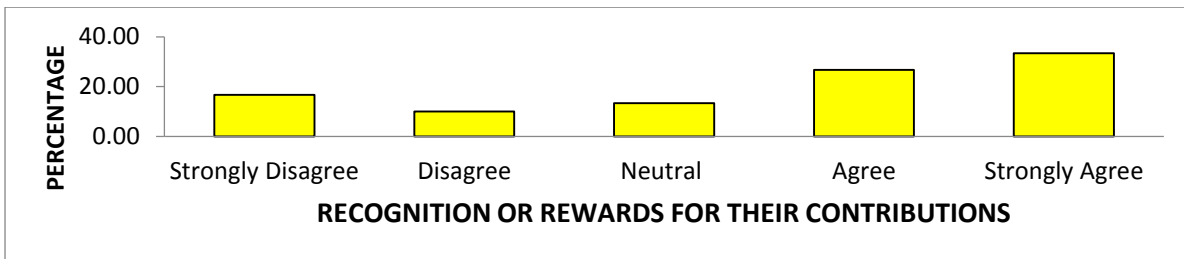 PERCENTAGE
40.00
20.00
0.00
Strongly Disagree
Disagree
Neutral
Agree
Strongly Agree
RECOGNITION OR REWARDS FOR THEIR CONTRIBUTIONS